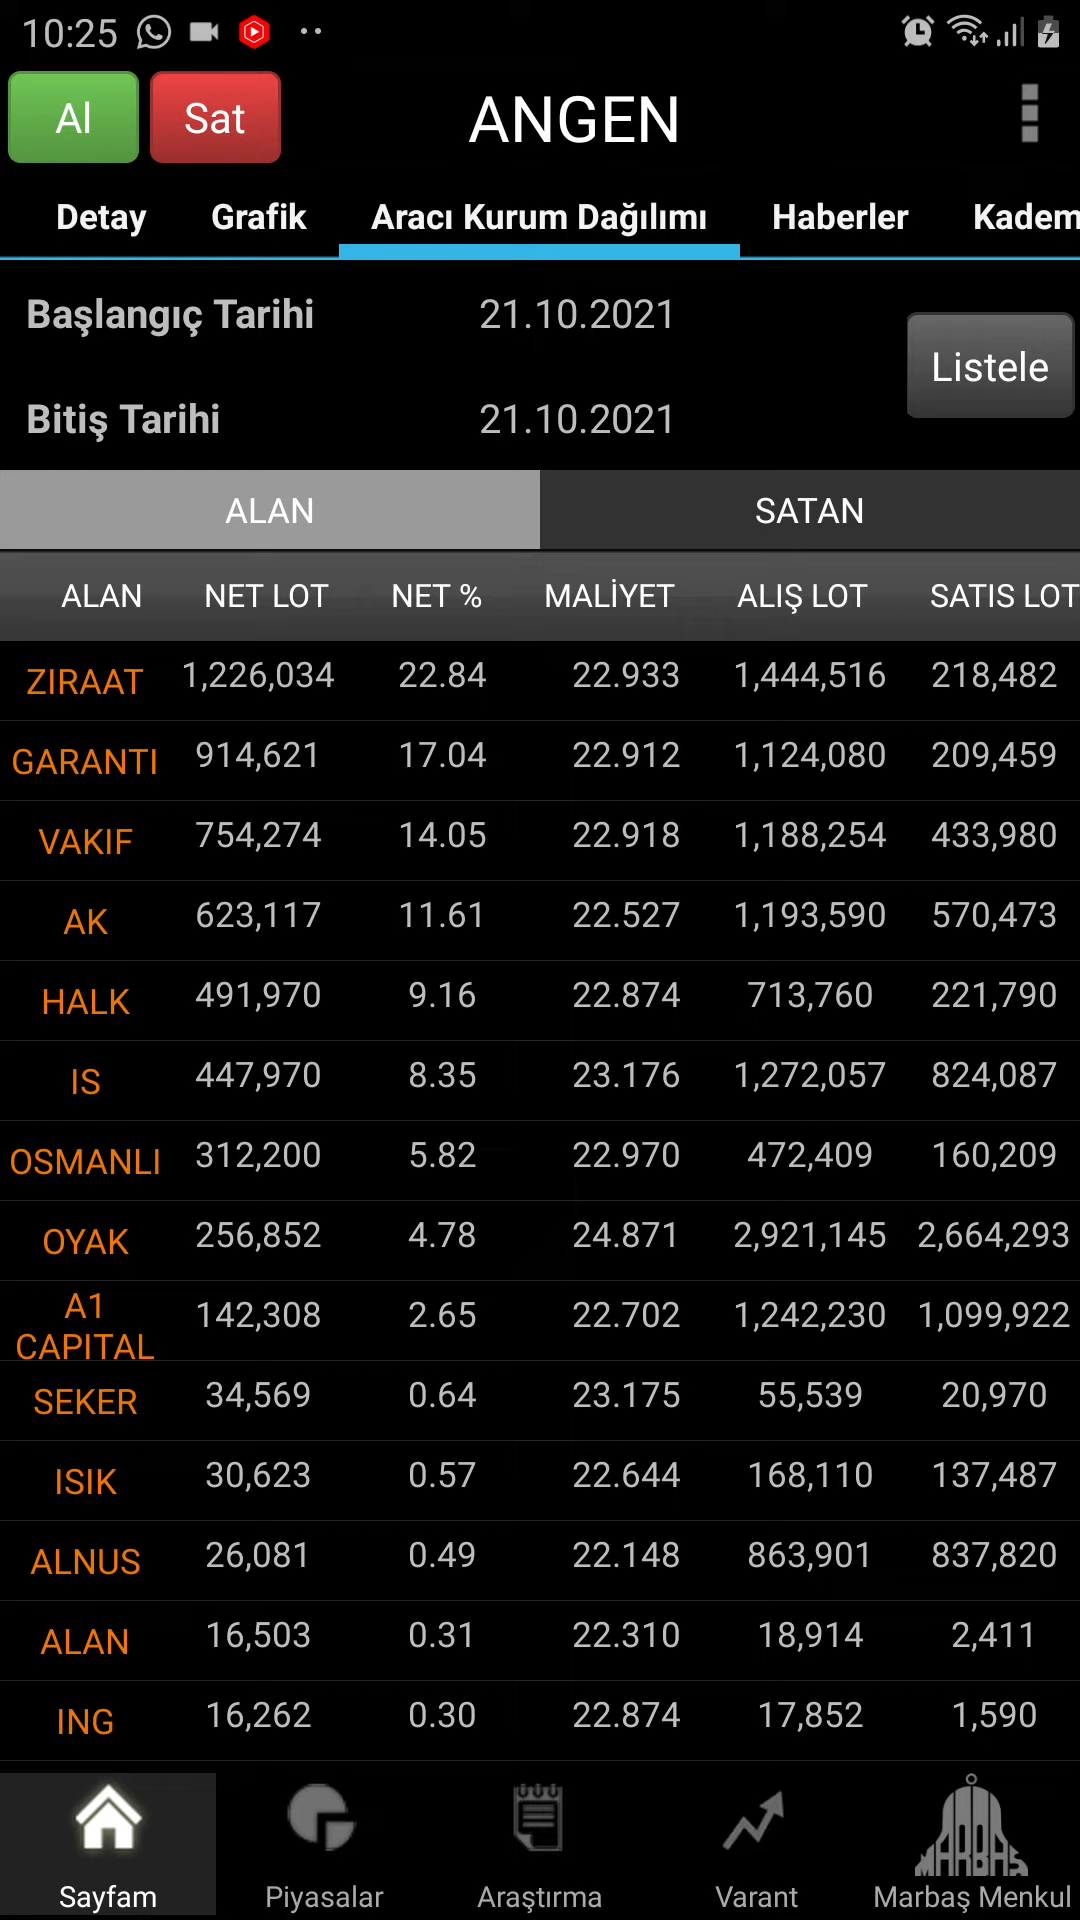 10:25
Al Sat ANGEN
Detay Grafik Aracı Kurum Dağılımı Haberler Kadem
Başlangıç Tarihi 21.10.2021
Listele
Bitiş Tarihi 21.10.2021
ALAN SATAN
ALAN NET LOT NET % MALİYET ALIŞ LOT SATIS LOT
ZIRAAT 1,226,034 22.84 22.933 1,444,516 218,482
GARANTI 914,621 17.04 22.912 1,124,080 209,459
VAKIF 754,274 14.05 22.918 1,188,254 433,980
AK 623,117 11.61 22.527 1,193,590 570,473
HALK 491,970 9.16 22.874 713,760 221,790
IS 447,970 8.35 23.176 1,272,057 824,087
OSMANLI 312,200 5.82 22.970 472,409 160,209
OYAK 256,852 4.78 24.871 2,921,145 2,664,293
A1 CAPITAL 142,308 2.65 22.702 1,242,230 1,099,922
SEKER 34,569 0.64 23.175 55,539 20,970
ISIK 30,623 0.57 22.644 168,110 137,487
ALNUS 26,081 0.49 22.148 863,901 837,820
ALAN 16,503 0.31 22.310 18,914 2,411
ING 16,262 0.30 22.874 17,852 1,590
MARBAŞ
Sayfam Piyasalar Araştırma Varant Marbaş Menkul